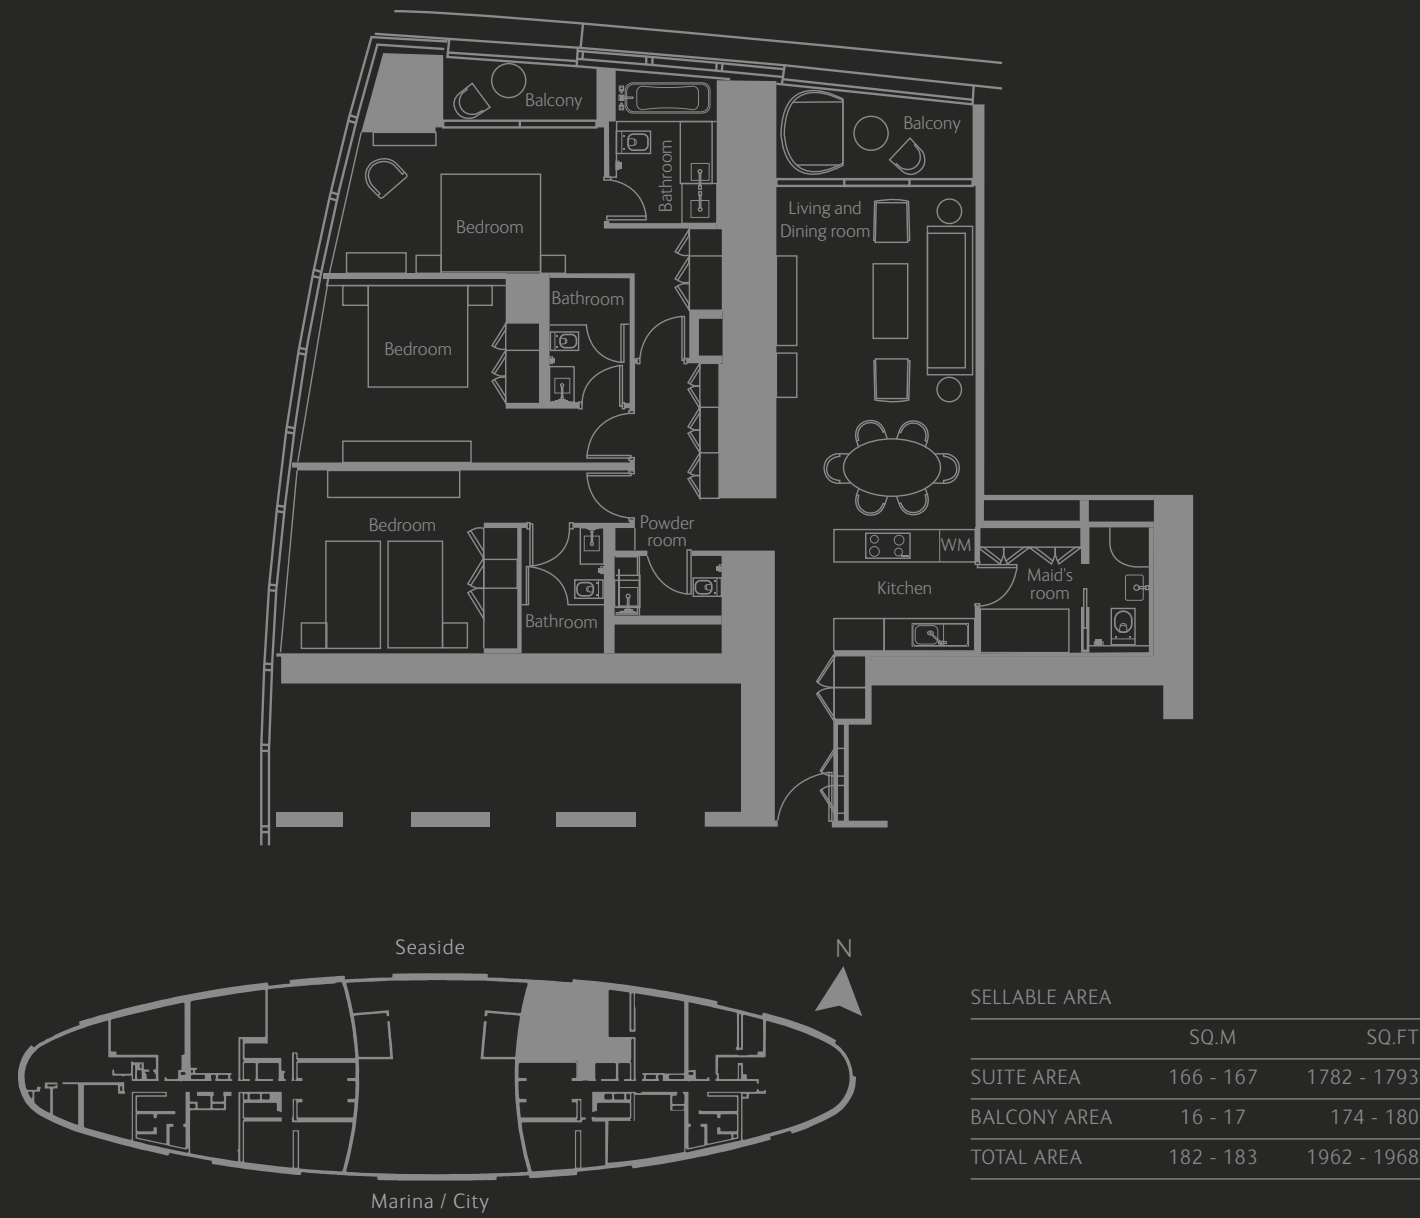 Balcony
Balcony
Bathroom
Living and
Dining room
Bedroom
Bathroom
Bedroom
Bedroom
Powder
room
WM
Kitchen
Maid's
room
Bathroom
Seaside
N
Marina / City
SELLABLE AREA
SQ.M SQ.FT
SUITE AREA 166 - 167 1782 - 1793
BALCONY AREA 16 - 17 174 - 180
TOTAL AREA 182 - 183 1962 - 1968